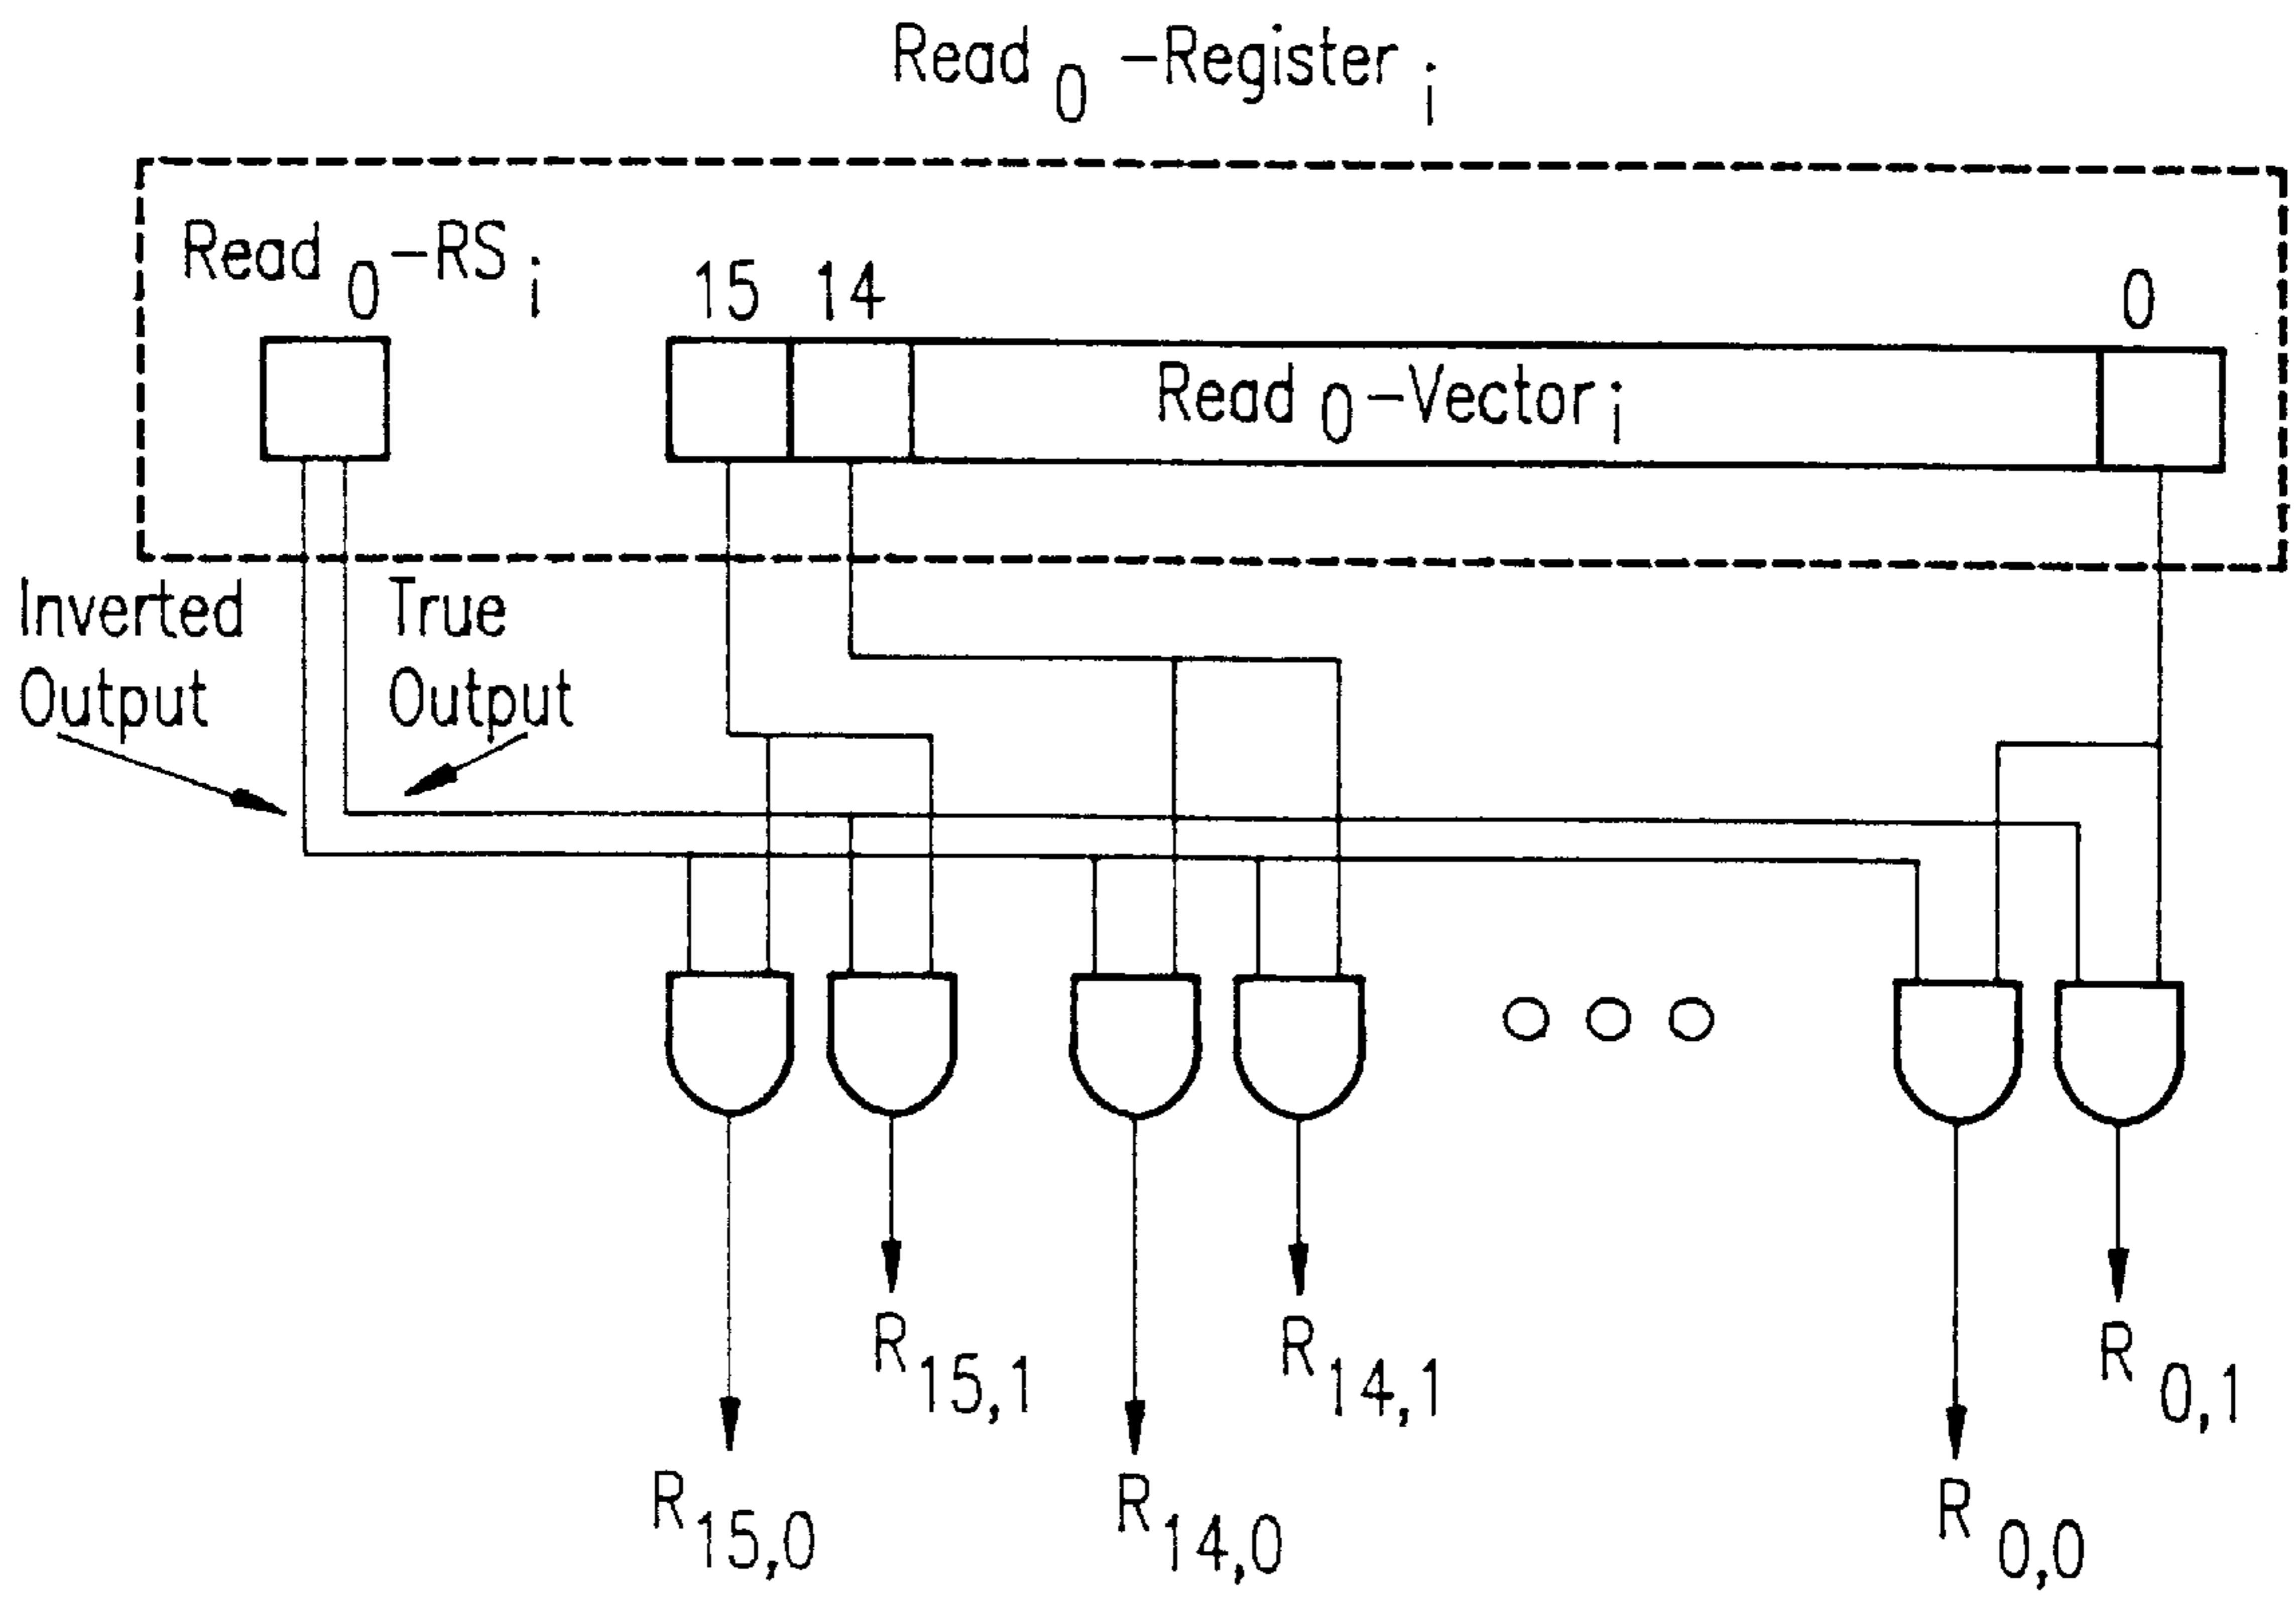 Read 0 -Register i
Read 0 -RS i
15 14 0
Read 0 -Vector i
Inverted
Output
True
Output
R 15,1
R 14,1
R 0,1
R 15,0
R 14,0
R 0,0